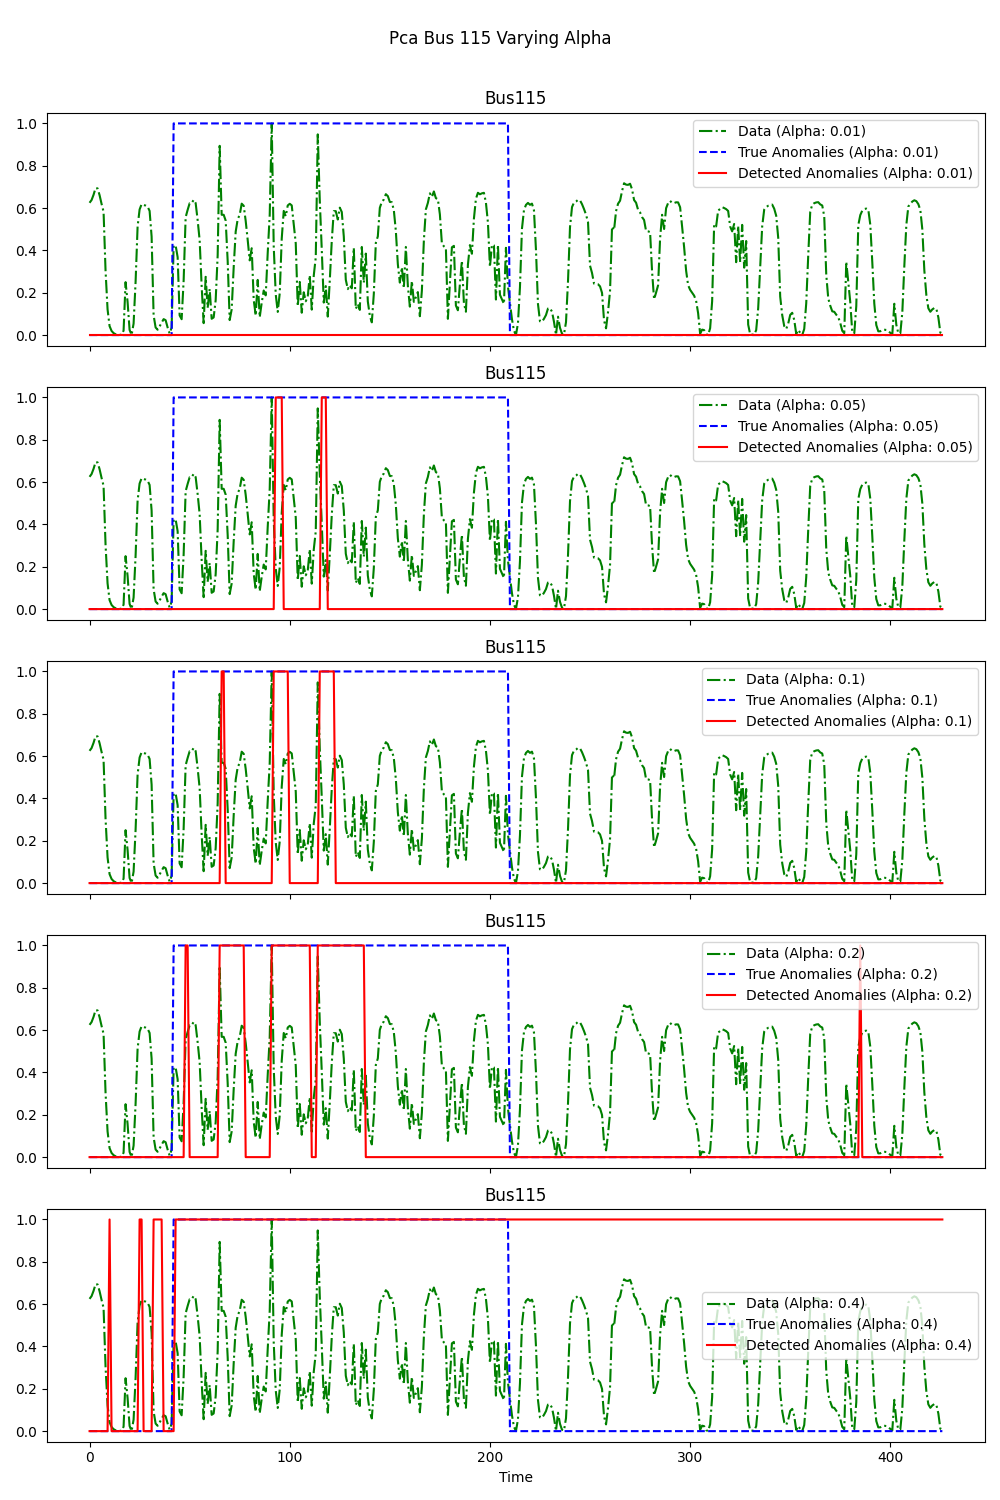 Pca Bus 115 Varying Alpha
Bus115
1.0
0.8
0.6
0.4
0.2
0.0
Data (Alpha: 0.01)
True Anomalies (Alpha: 0.01)
Detected Anomalies (Alpha: 0.01)
Bus115
1.0
0.8
0.6
0.4
0.2
0.0
Data (Alpha: 0.05)
True Anomalies (Alpha: 0.05)
Detected Anomalies (Alpha: 0.05)
Bus115
1.0
0.8
0.6
0.4
0.2
0.0
Data (Alpha: 0.1)
True Anomalies (Alpha: 0.1)
Detected Anomalies (Alpha: 0.1)
Bus115
1.0
0.8
0.6
0.4
0.2
0.0
Data (Alpha: 0.2)
True Anomalies (Alpha: 0.2)
Detected Anomalies (Alpha: 0.2)
Bus115
1.0
0.8
0.6
0.4
0.2
0.0
Data (Alpha: 0.4)
True Anomalies (Alpha: 0.4)
Detected Anomalies (Alpha: 0.4)
0 100 200 300 400
Time